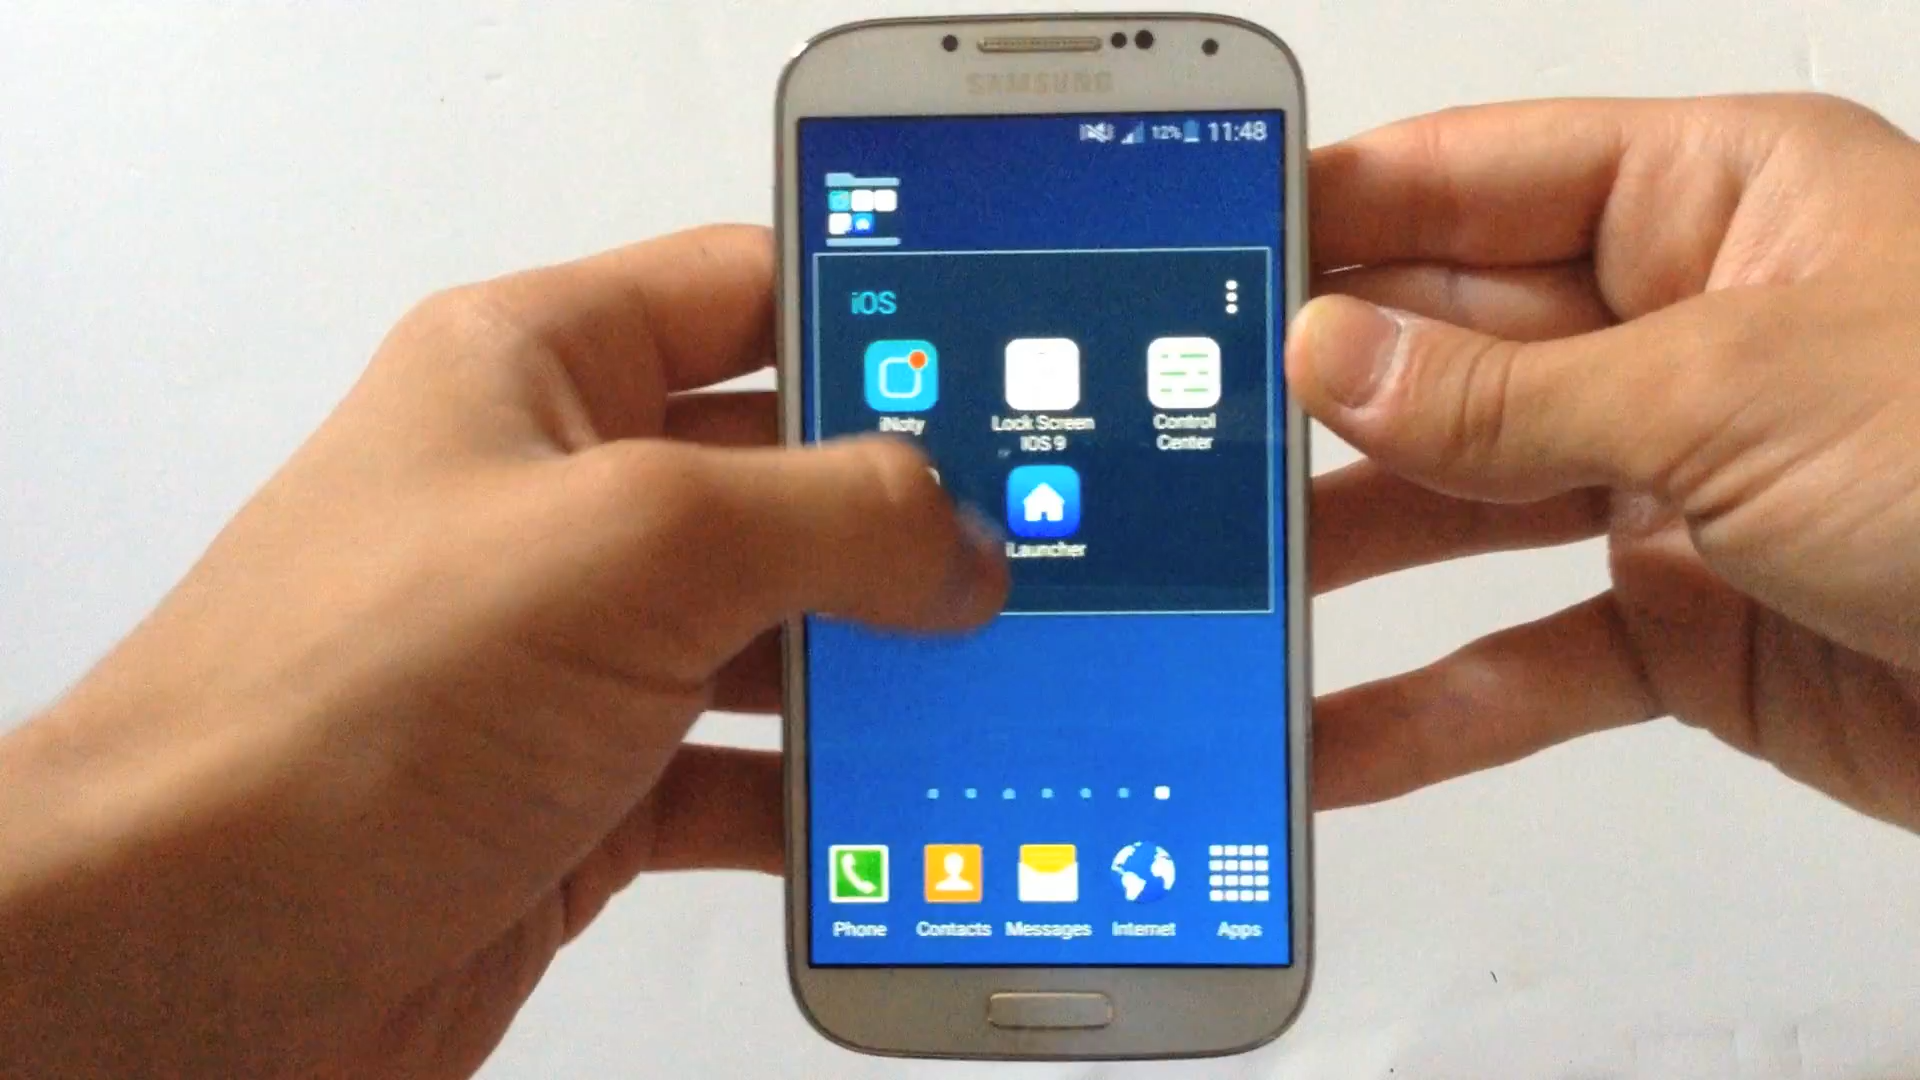 SAMSUNG
12% 11:48
iOS
iNoty
Lock Screen
IOS 9
Control
Center
iLauncher
Phone
Contacts
Messages
Internet
Apps